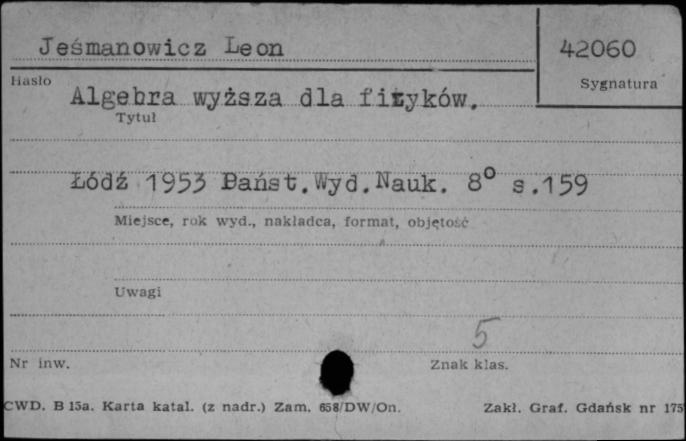 Jeśmanowicz Leon
42060
Hasło
Sygnatura
Algebra wyższa dla fizyków.
Tytuł
Łódź 1953 Państ.Wyd.Nauk. 8° s.159
Miejsce, rok wyd., nakładca, format, objętość
Uwagi
5
Nr inw.
Znak klas.
CWD. B 15a. Karta katal. (z nadr.) Zam. 658/DW/On.
Zakł. Graf. Gdańsk nr 175